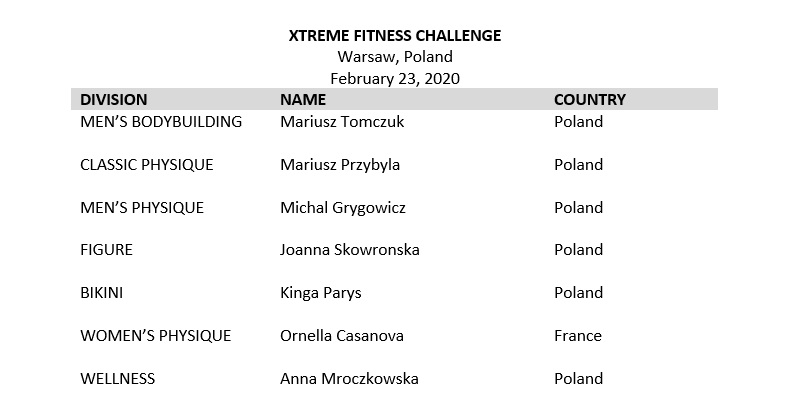 XTREME FITNESS CHALLENGE
Warsaw, Poland
February 23, 2020
DIVISION NAME COUNTRY
MEN’S BODYBUILDING Mariusz Tomczuk Poland
CLASSIC PHYSIQUE Mariusz Przybyla Poland
MEN’S PHYSIQUE Michal Grygowicz Poland
FIGURE Joanna Skowronska Poland
BIKINI Kinga Parys Poland
WOMEN’S PHYSIQUE Ornella Casanova France
WELLNESS Anna Mroczkowska Poland